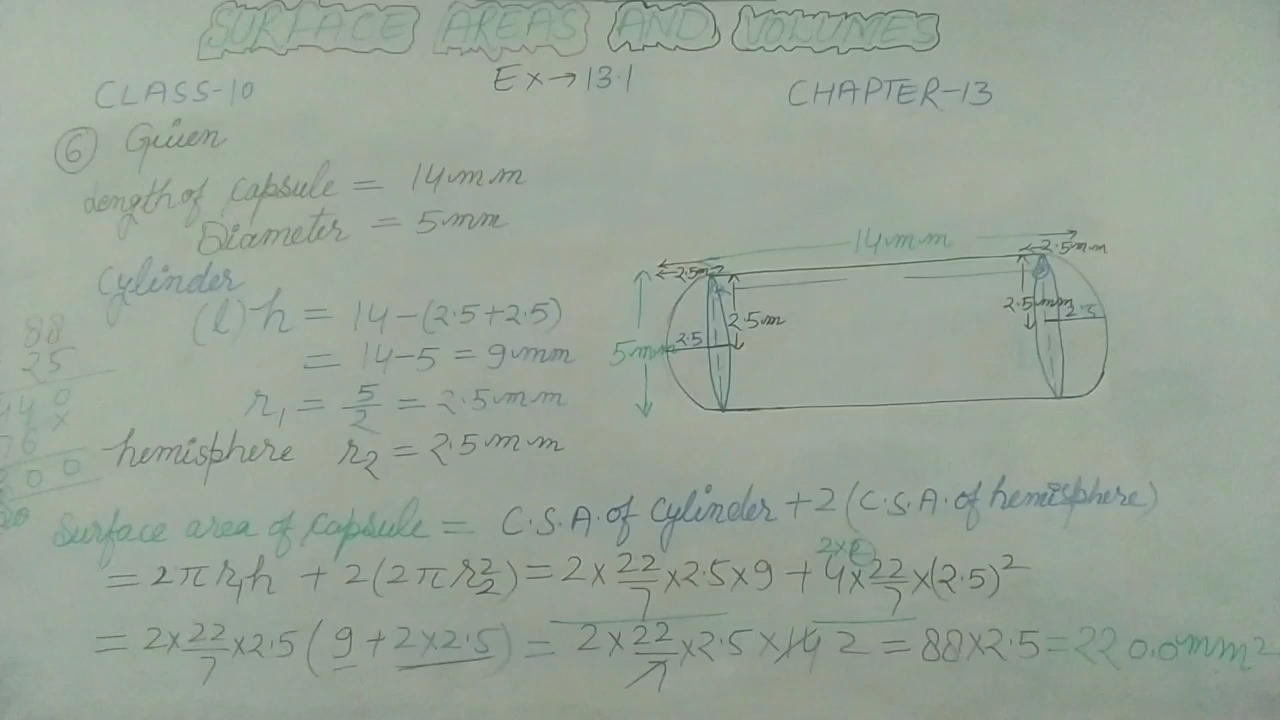 SURFACE AREAS AND VOLUMES
Ex→13.1
CLASS-10
CHAPTER-13
⑥ Given
Length of capsule = 14mm
Diameter = 5mm
Cylinder
(l) h = 14-(2.5+2.5)
= 14-5 = 9mm
r₁ = 5/2 = 2.5mm
hemisphere r₂ = 2.5mm
14mm
2.5m
2.5mm
5mm
2.5
2.5m
2.5mm
2.5
88
25
440
×
Surface area of capsule = C.S.A. of Cylinder + 2 (C.S.A. of hemisphere)
= 2πr₁h + 2(2πr₂²) = 2×22/7×2.5×9 + 4×22/7×(2.5)²
= 2×22/7×2.5(9+2×2.5) = 2×22/7×2.5×14 2 = 88×2.5 = 220.0mm²